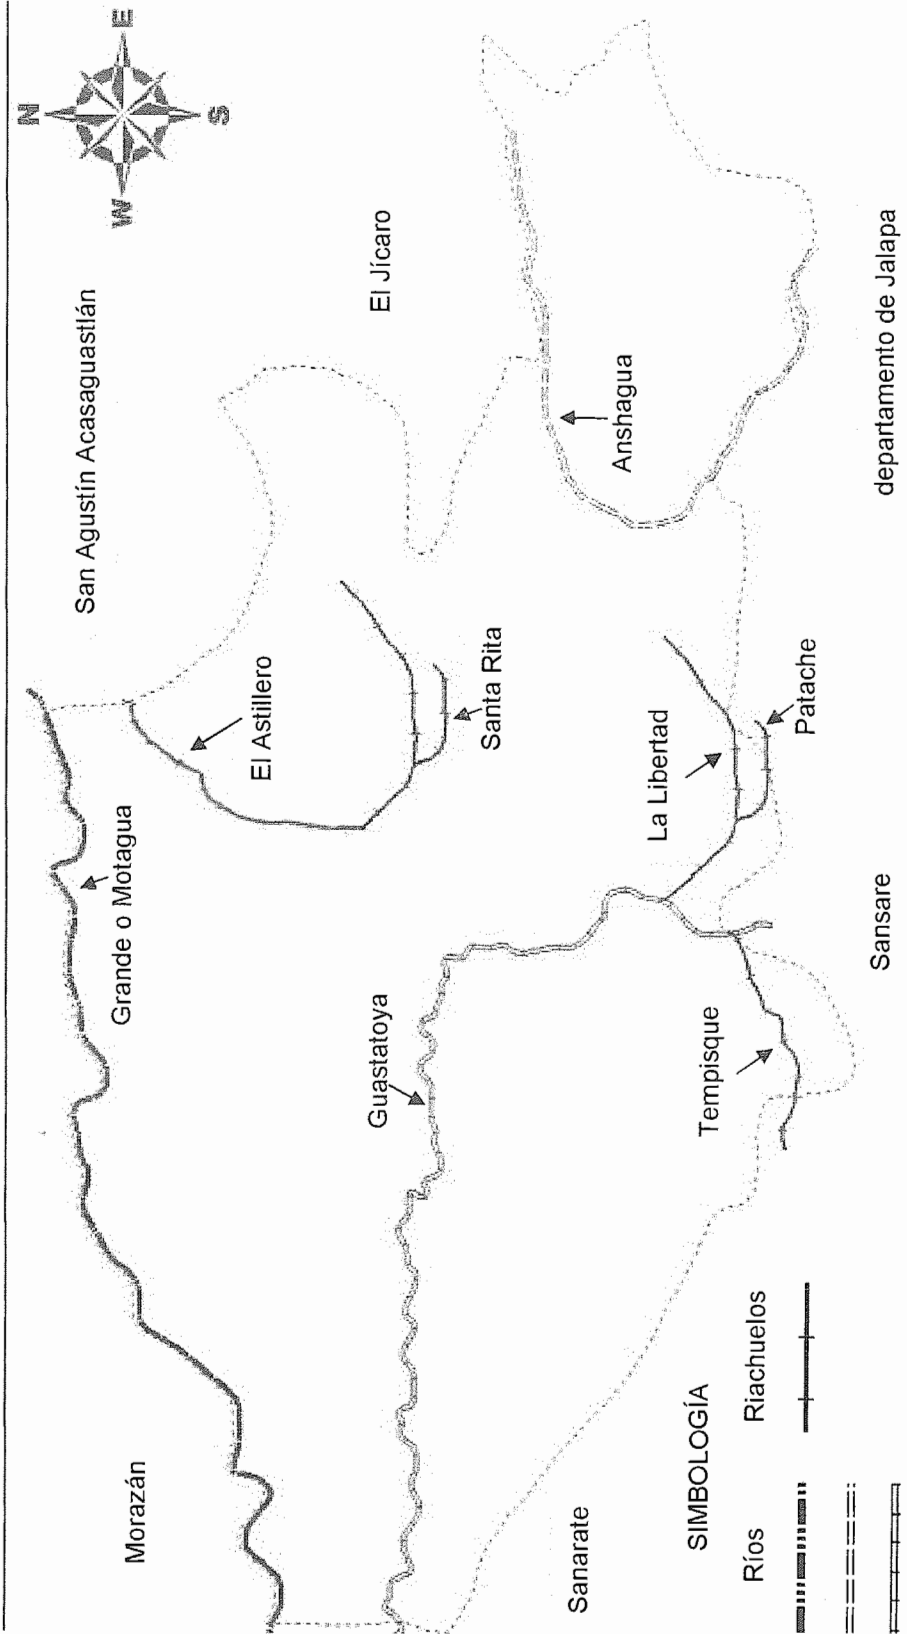 N
W
E
S
San Agustín Acasaguastlán
Morazán
El Jícaro
Grande o Motagua
El Astillero
Santa Rita
Guastatoya
Anshagua
La Libertad
Patache
Tempisque
Sanarate
Sansare
departamento de Jalapa
SIMBOLOGÍA
Ríos
Riachuelos